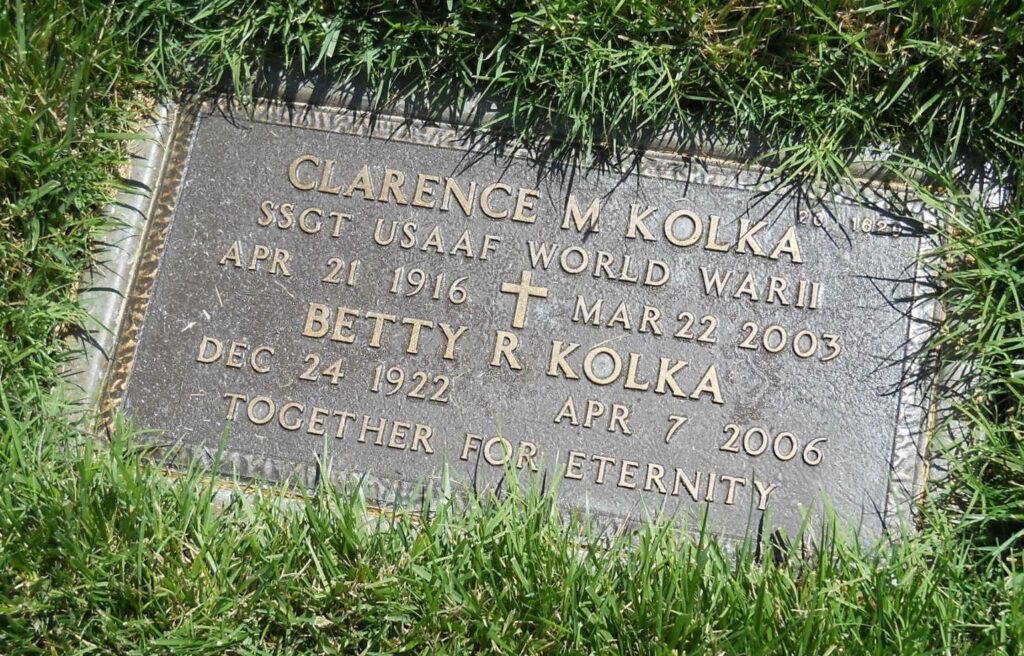 CLARENCE M KOLKA
SSGT USAAF WORLD WAR II
APR 21 1916 MAR 22 2003
BETTY R KOLKA
DEC 24 1922 APR 7 2006
TOGETHER FOR ETERNITY